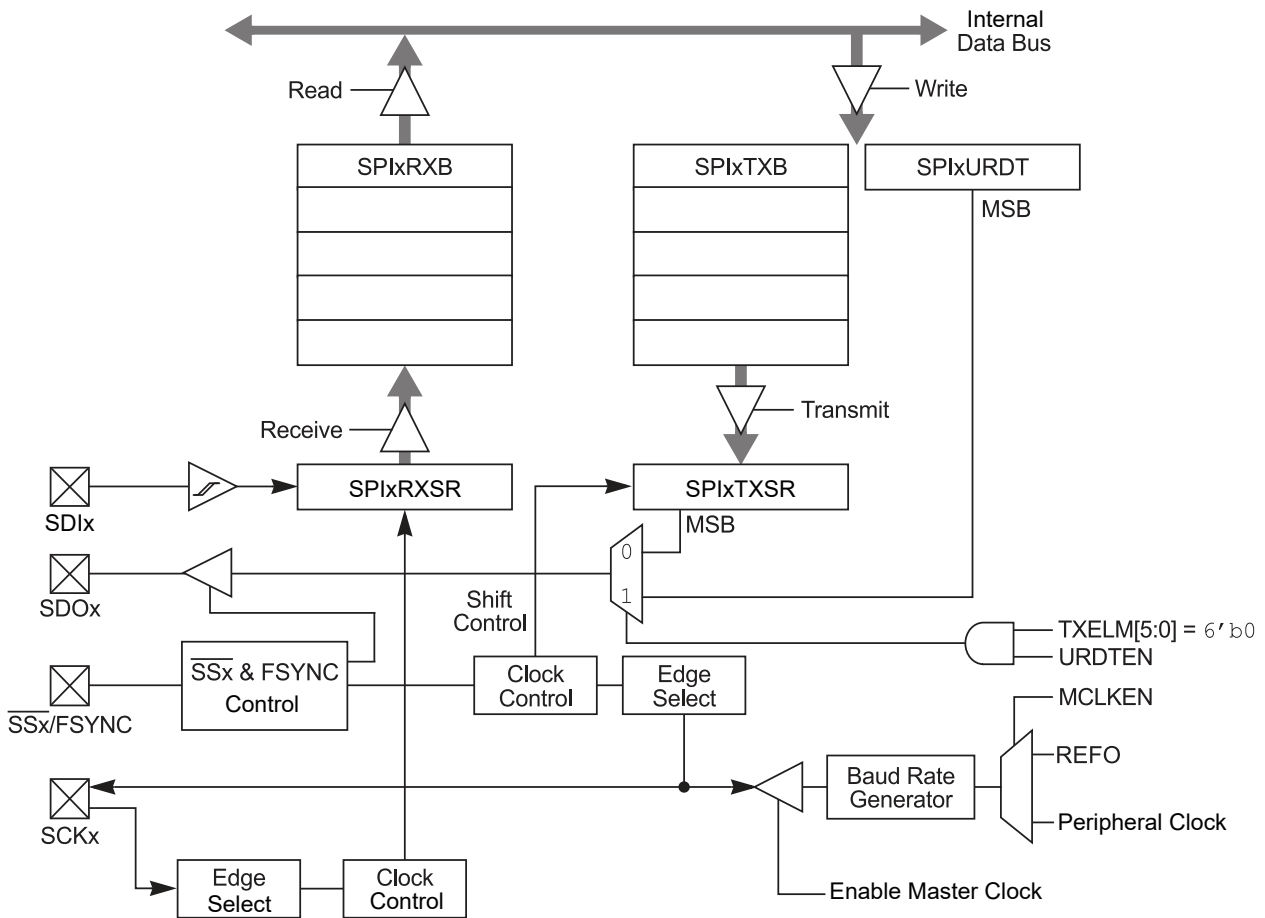 Internal
Data Bus
Read
Write
SPIxRXB
SPIxTXB
SPIxURDT
MSB
Receive
Transmit
SPIxRXSR
SPIxTXSR
SDIx
MSB
0
1
SDOx
Shift
Control
TXELM[5:0] = 6'b0
URDTEN
SSx & FSYNC
Control
Clock
Control
Edge
Select
SSx/FSYNC
MCLKEN
REFO
Baud Rate
Generator
Peripheral Clock
SCKx
Edge
Select
Clock
Control
Enable Master Clock